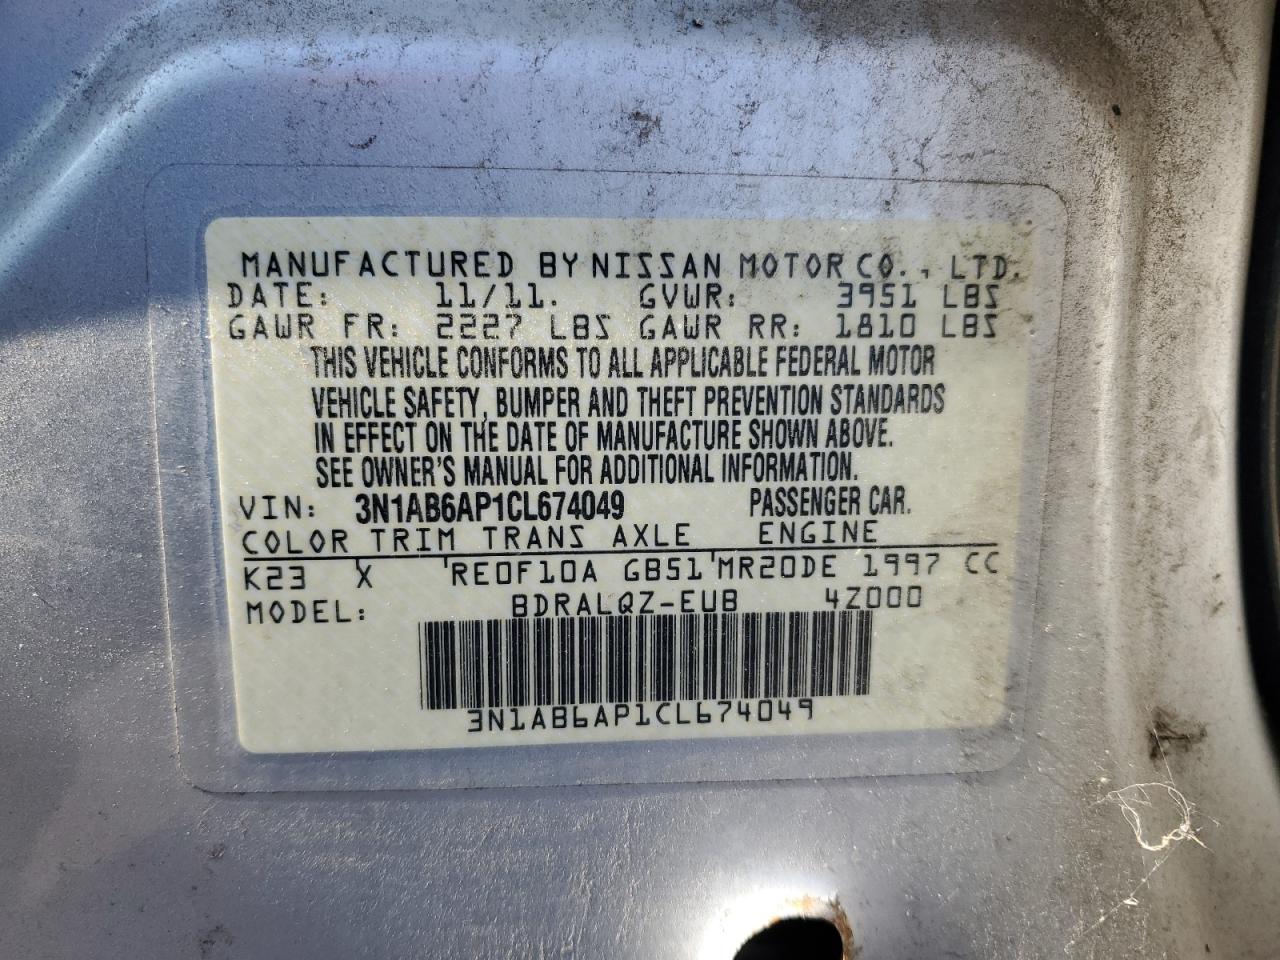 MANUFACTURED BY NISSAN MOTOR CO., LTD.
DATE: 11/11. GVWR: 3951 LBS
GAWR FR: 2227 LBS GAWR RR: 1810 LBS
THIS VEHICLE CONFORMS TO ALL APPLICABLE FEDERAL MOTOR
VEHICLE SAFETY, BUMPER AND THEFT PREVENTION STANDARDS
IN EFFECT ON THE DATE OF MANUFACTURE SHOWN ABOVE.
SEE OWNER'S MANUAL FOR ADDITIONAL INFORMATION.
VIN: 3N1AB6AP1CL674049 PASSENGER CAR.
COLOR TRIM TRANS AXLE ENGINE
K23 X RE0F10A GB51 MR20DE 1997 CC
MODEL: BDRALQZ-EUB 4Z000
3N1AB6AP1CL674049